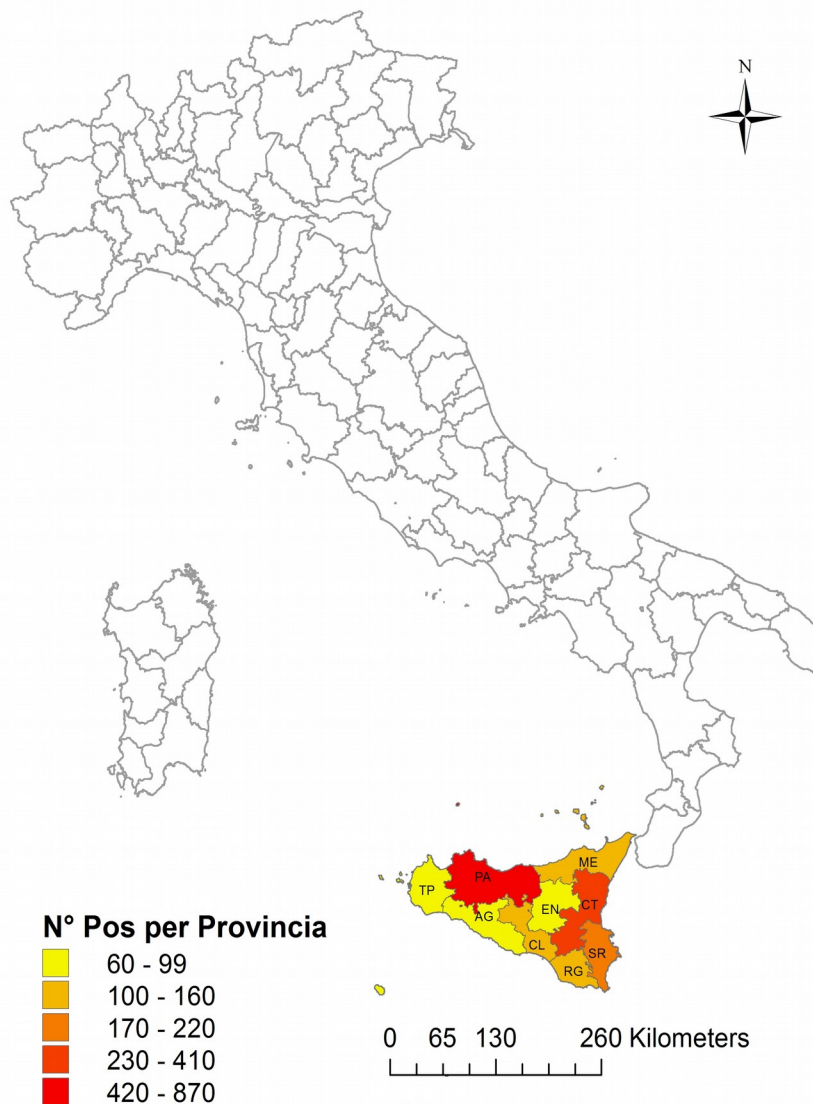 N
ME
PA
TP
CT
EN
AG
CL
SR
RG
N° Pos per Provincia
60 - 99
100 - 160
170 - 220
230 - 410
420 - 870
0 65 130 260 Kilometers